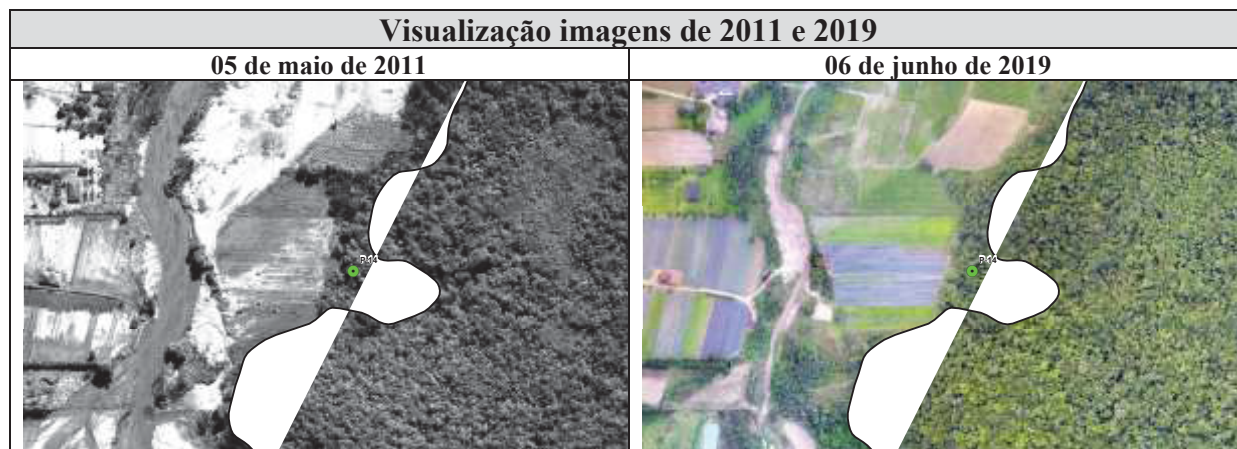 Visualização imagens de 2011 e 2019
05 de maio de 2011
06 de junho de 2019